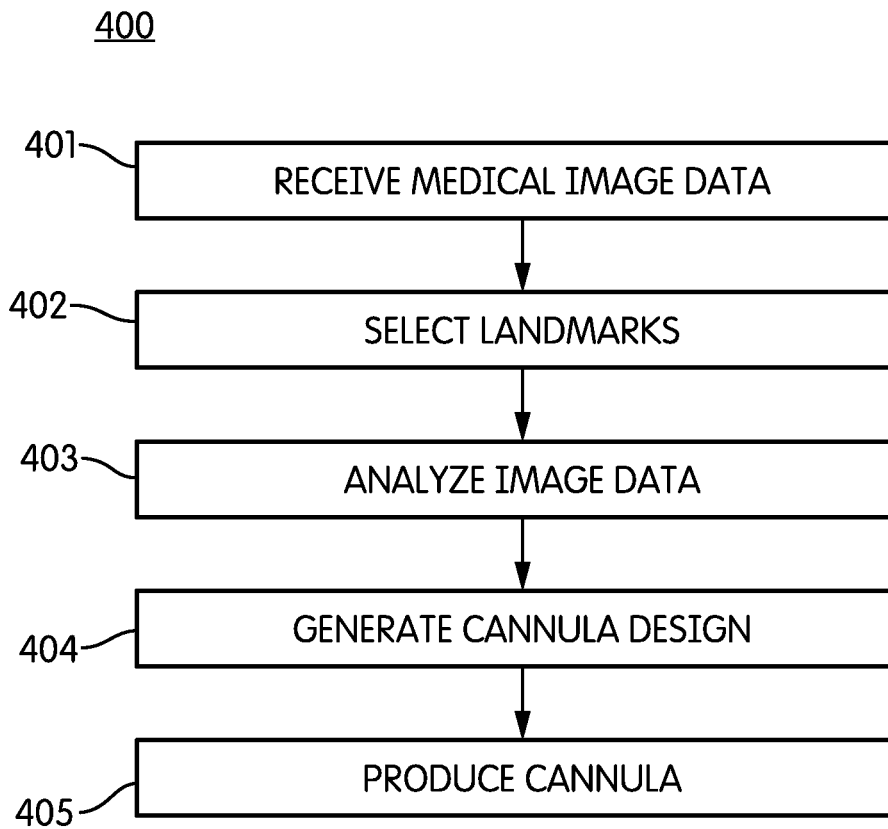 400
401
RECEIVE MEDICAL IMAGE DATA
402
SELECT LANDMARKS
403
ANALYZE IMAGE DATA
404
GENERATE CANNULA DESIGN
405
PRODUCE CANNULA